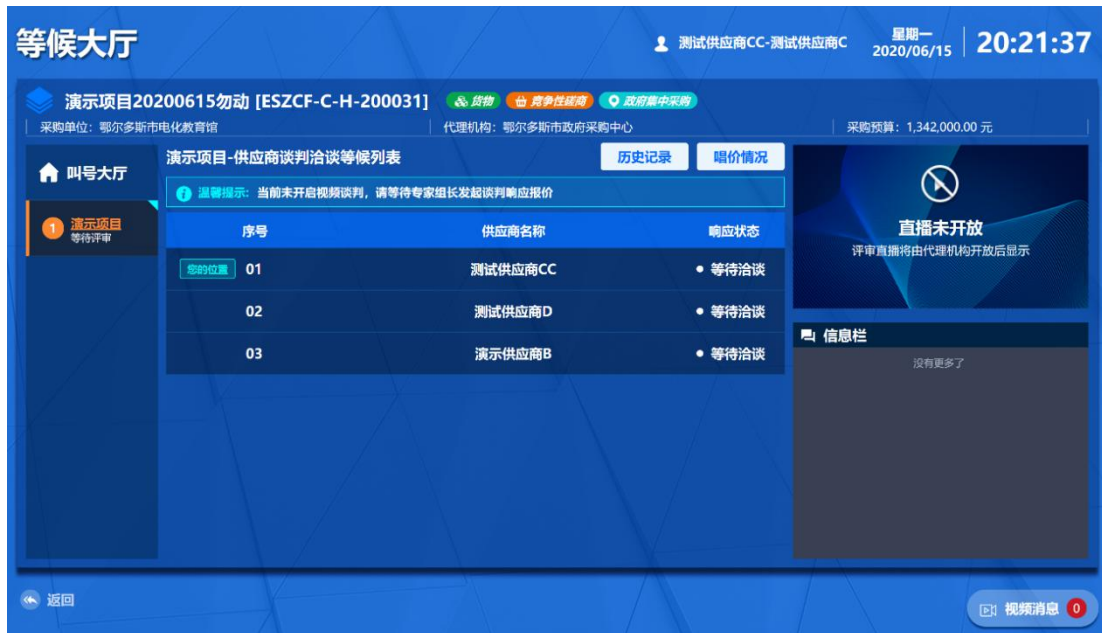 等候大厅
测试供应商CC-测试供应商C
星期一
2020/06/15
20:21:37
演示项目20200615勿动 [ESZCF-C-H-200031] 货物 竞争性磋商 政府集中采购
采购单位：鄂尔多斯市电化教育馆 代理机构：鄂尔多斯市政府采购中心 采购预算：1,342,000.00 元
叫号大厅
1 演示项目
等待评审
演示项目-供应商谈判洽谈等候列表 历史记录 唱价情况
温馨提示：当前未开启视频谈判，请等待专家组长发起谈判响应报价
序号 供应商名称 响应状态
您的位置 01 测试供应商CC 等待洽谈
02 测试供应商D 等待洽谈
03 演示供应商B 等待洽谈
直播未开放
评审直播将由代理机构开放后显示
信息栏
没有更多了
返回
视频消息 0